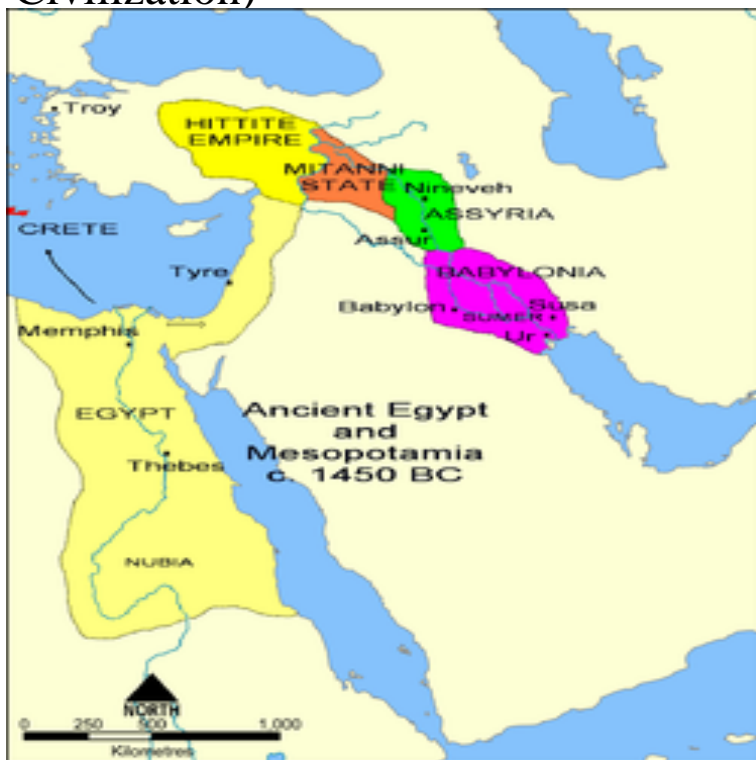 Civilization)
Troy
HITTITE
EMPIRE
MITANNI
STATE
Nineveh
ASSYRIA
Assur
CRETE
Tyre
BABYLONIA
Babylon
Susa
SUMER
Ur
Memphis
EGYPT
Ancient Egypt
and
Mesopotamia
c. 1450 BC
Thebes
NUBIA
NORTH
0 250 500 1,000
Kilometres